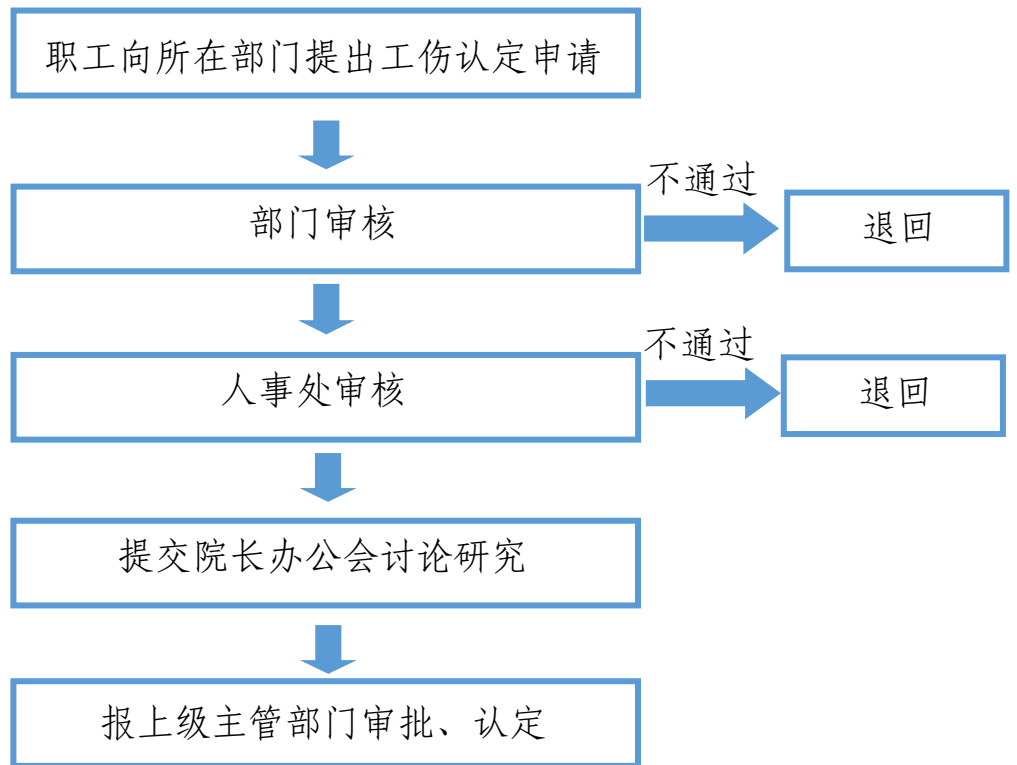 职工向所在部门提出工伤认定申请
不通过
部门审核
退回
不通过
人事处审核
退回
提交院长办公会讨论研究
报上级主管部门审批、认定